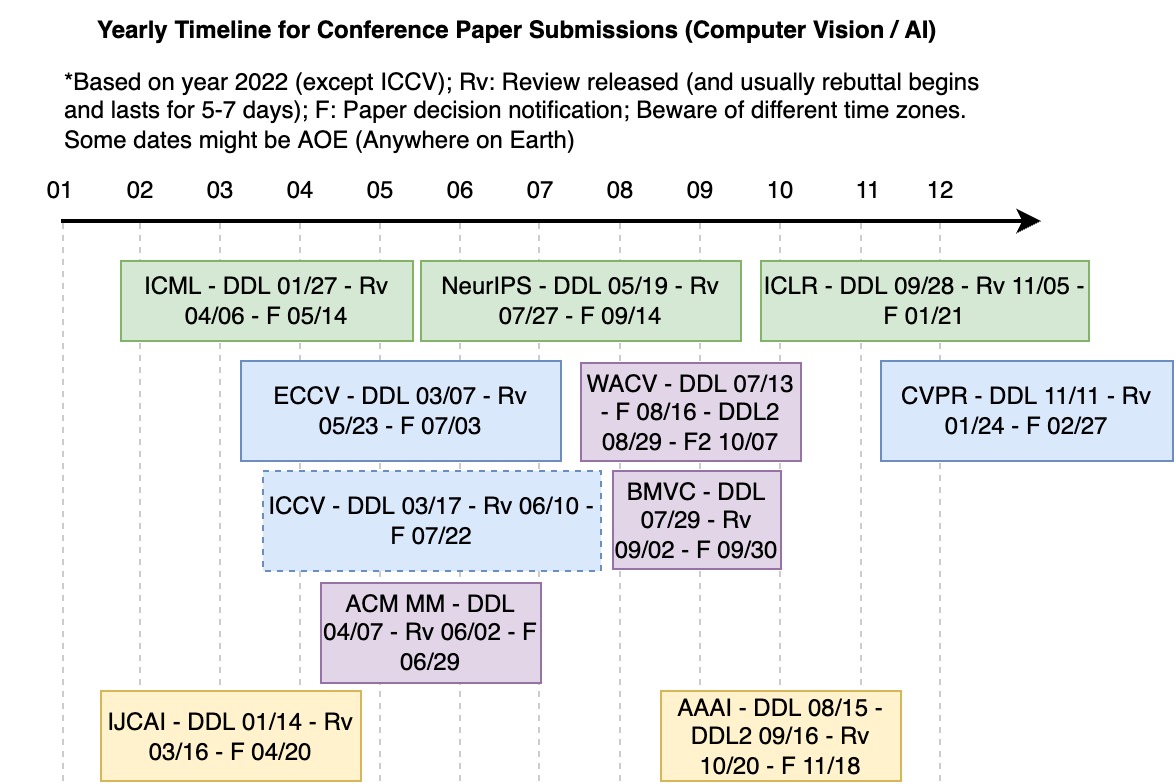 Yearly Timeline for Conference Paper Submissions (Computer Vision / AI)
*Based on year 2022 (except ICCV); Rv: Review released (and usually rebuttal begins
and lasts for 5-7 days); F: Paper decision notification; Beware of different time zones.
Some dates might be AOE (Anywhere on Earth)
01 02 03 04 05 06 07 08 09 10 11 12
ICML - DDL 01/27 - Rv
04/06 - F 05/14
NeurIPS - DDL 05/19 - Rv
07/27 - F 09/14
ICLR - DDL 09/28 - Rv 11/05 -
F 01/21
ECCV - DDL 03/07 - Rv
05/23 - F 07/03
WACV - DDL 07/13
- F 08/16 - DDL2
08/29 - F2 10/07
CVPR - DDL 11/11 - Rv
01/24 - F 02/27
ICCV - DDL 03/17 - Rv 06/10 -
F 07/22
BMVC - DDL
07/29 - Rv
09/02 - F 09/30
ACM MM - DDL
04/07 - Rv 06/02 - F
06/29
IJCAI - DDL 01/14 - Rv
03/16 - F 04/20
AAAI - DDL 08/15 -
DDL2 09/16 - Rv
10/20 - F 11/18